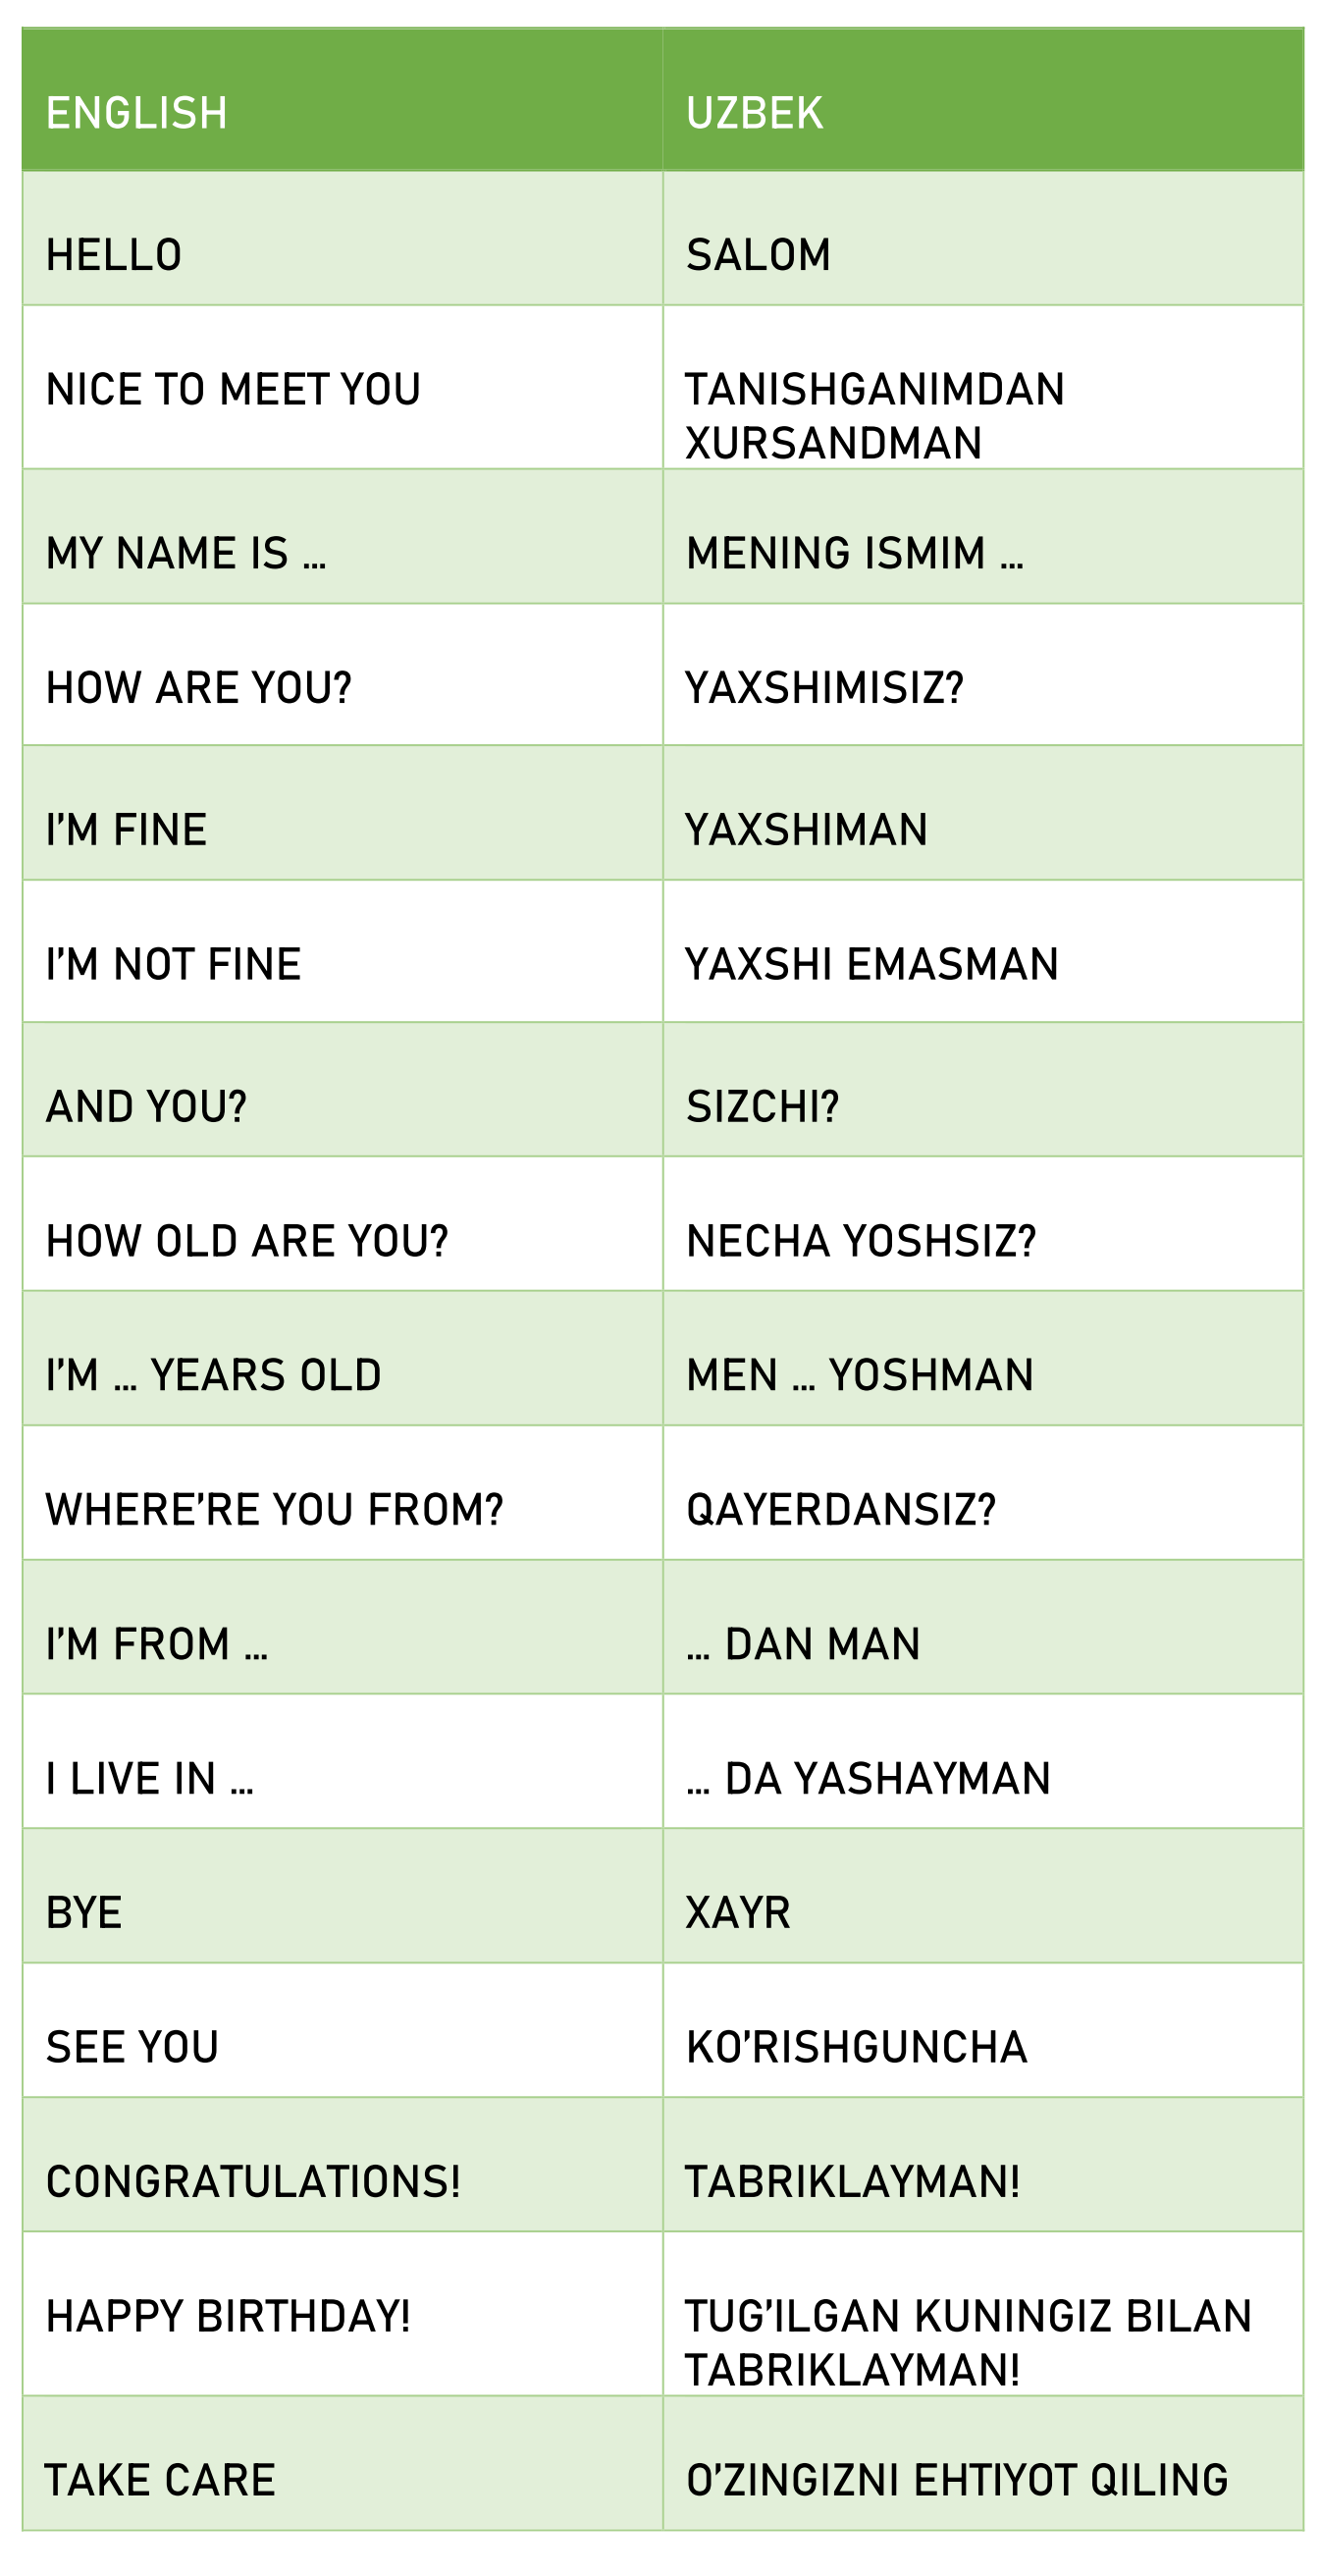 ENGLISH UZBEK
HELLO SALOM
NICE TO MEET YOU TANISHGANIMDAN
XURSANDMAN
MY NAME IS ... MENING ISMIM ...
HOW ARE YOU? YAXSHIMISIZ?
I'M FINE YAXSHIMAN
I'M NOT FINE YAXSHI EMASMAN
AND YOU? SIZCHI?
HOW OLD ARE YOU? NECHA YOSHSIZ?
I'M ... YEARS OLD MEN ... YOSHMAN
WHERE'RE YOU FROM? QAYERDANSIZ?
I'M FROM ... ... DAN MAN
I LIVE IN ... ... DA YASHAYMAN
BYE XAYR
SEE YOU KO'RISHGUNCHA
CONGRATULATIONS! TABRIKLAYMAN!
HAPPY BIRTHDAY! TUG'ILGAN KUNINGIZ BILAN
TABRIKLAYMAN!
TAKE CARE O'ZINGIZNI EHTIYOT QILING